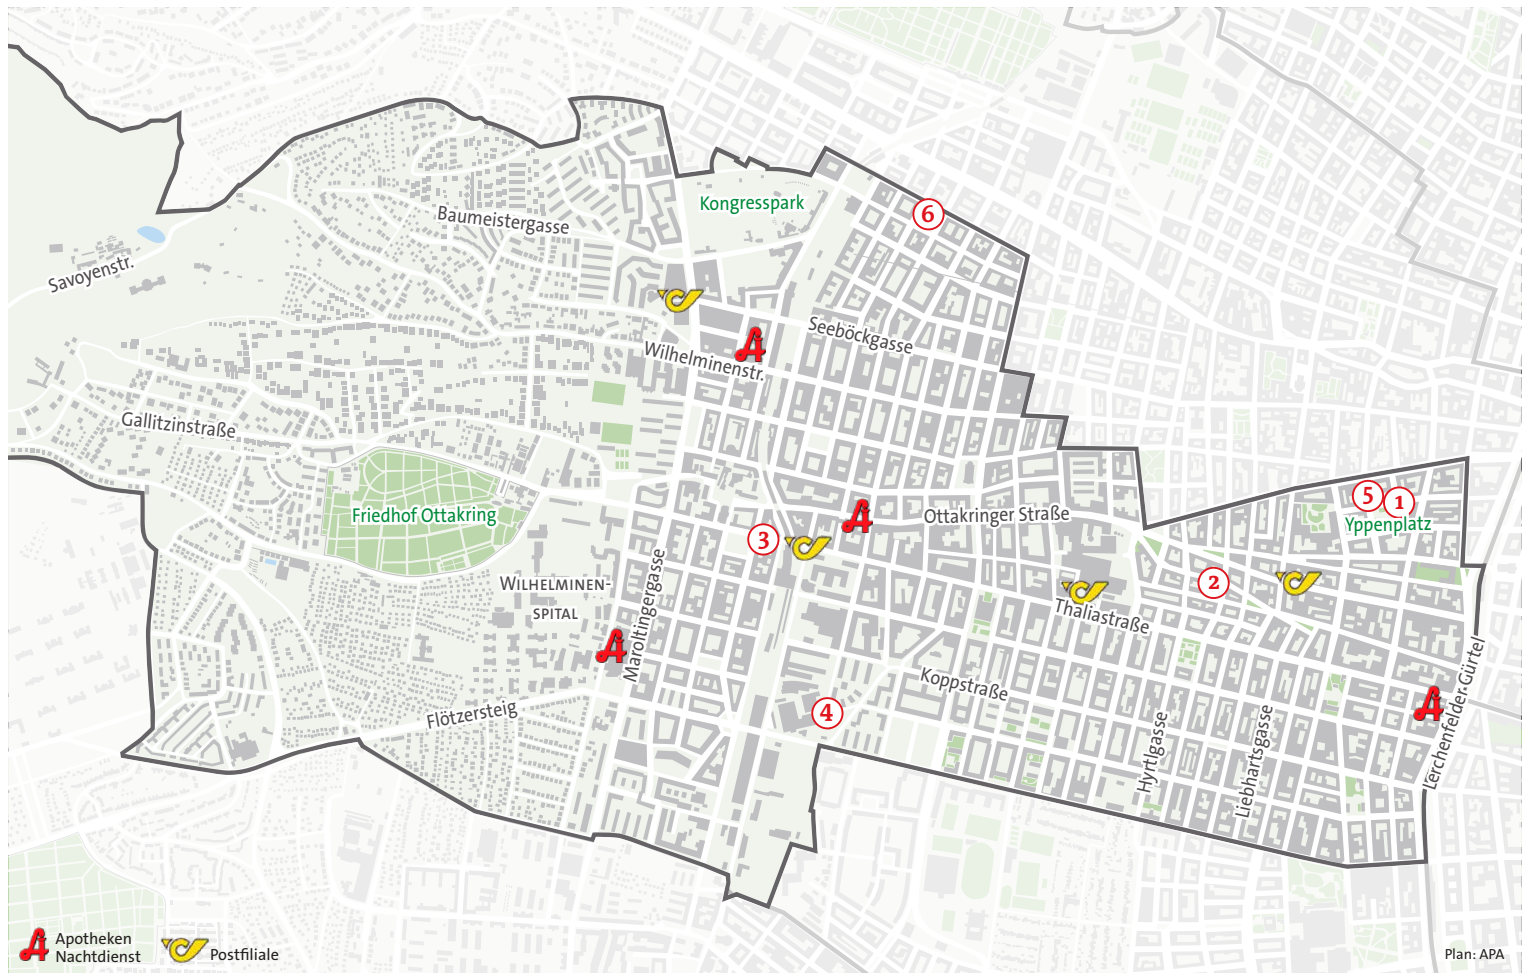 Kongresspark
6
Baumeistergasse
Savoyenstr.
Seeböckgasse
Wilhelminenstr.
Gallitzinstraße
Friedhof Ottakring
Ottakringer Straße
5
1
Yppenplatz
3
2
Wilhelminen-
spital
Maroltingergasse
Thaliastraße
Koppstraße
Flötzersteig
4
Hyrtlgasse
Liebhartsgasse
Lerchenfelder-Gürtel
Apotheken
Nachtdienst
Postfiliale
Plan: APA